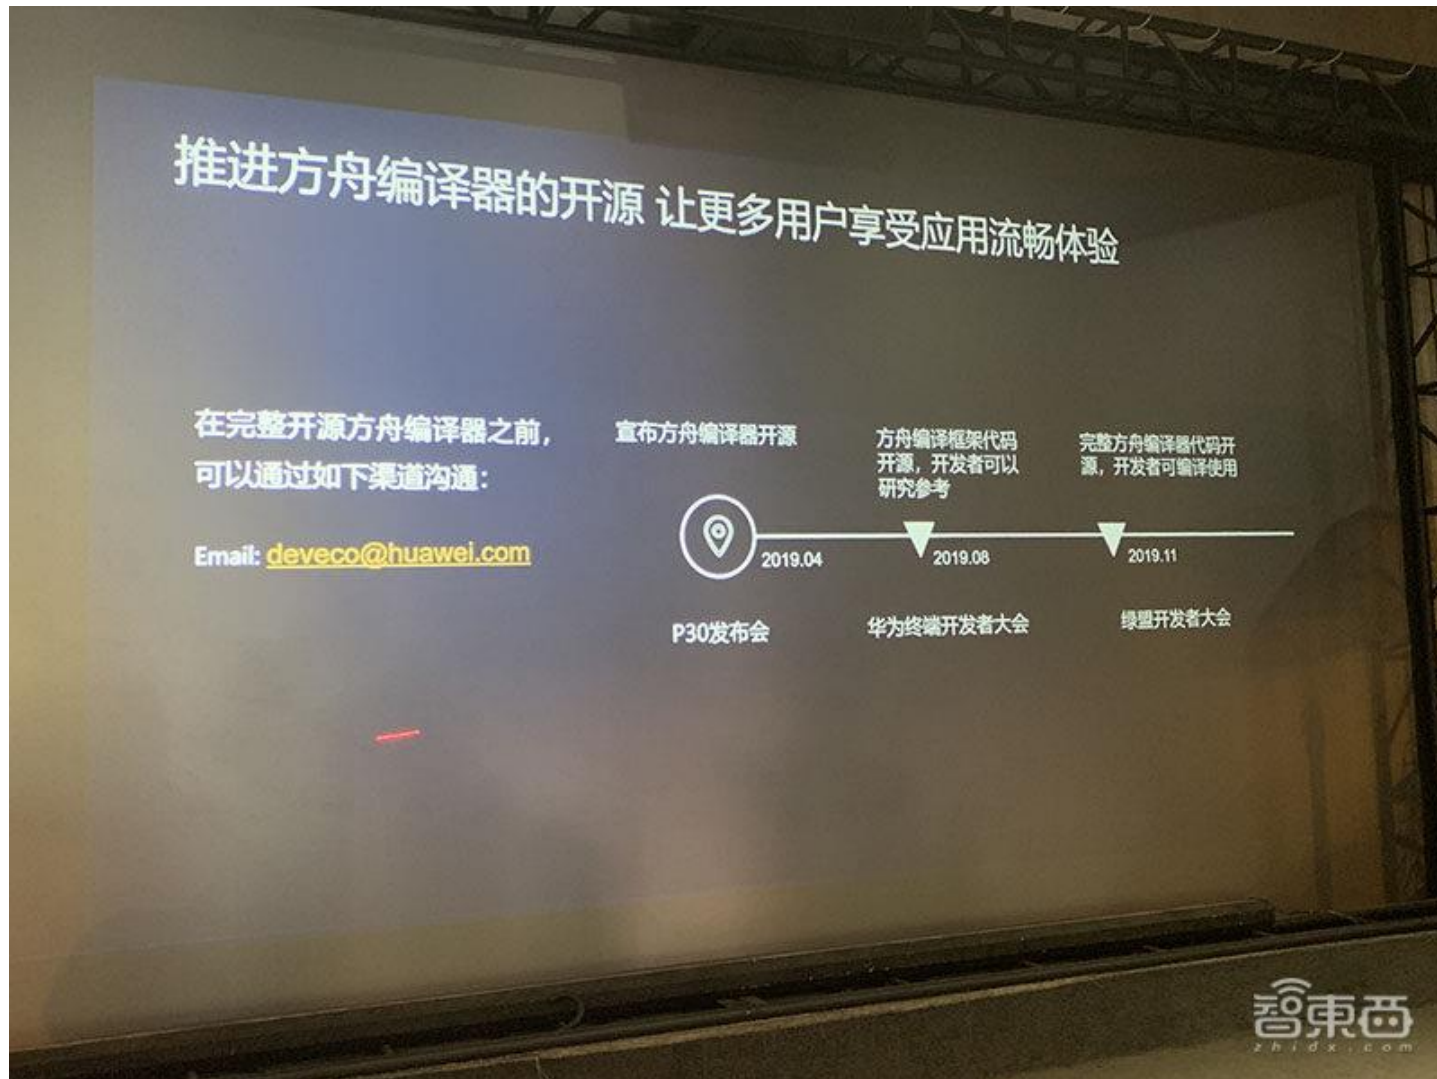 推进方舟编译器的开源 让更多用户享受应用流畅体验
在完整开源方舟编译器之前，
可以通过如下渠道沟通：
Email: deveco@huawei.com
宣布方舟编译器开源
2019.04
P30发布会
方舟编译框架代码
开源，开发者可以
研究参考
2019.08
华为终端开发者大会
完整方舟编译器代码开
源，开发者可编译使用
2019.11
绿盟开发者大会
智東西
zhidx.com